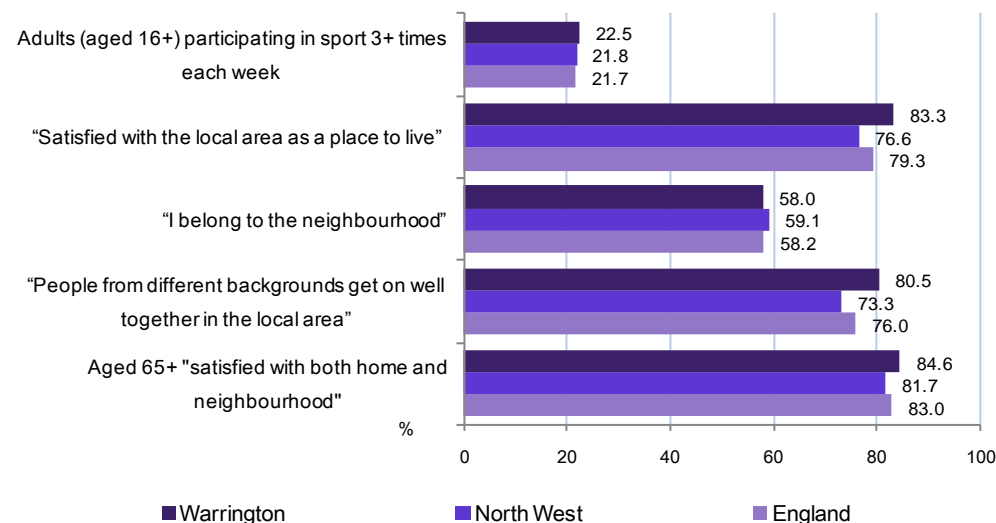 Adults (aged 16+) participating in sport 3+ times
each week
22.5
21.8
21.7
“Satisfied with the local area as a place to live”
83.3
76.6
79.3
“I belong to the neighbourhood”
58.0
59.1
58.2
“People from different backgrounds get on well
together in the local area”
80.5
73.3
76.0
Aged 65+ "satisfied with both home and
neighbourhood"
84.6
81.7
83.0
%
0 20 40 60 80 100
Warrington North West England